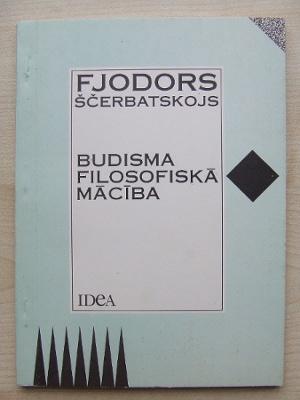 FJODORS
ŠČERBATSKOJS
BUDISMA
FILOSOFISKĀ
MĀCĪBA
IDeA